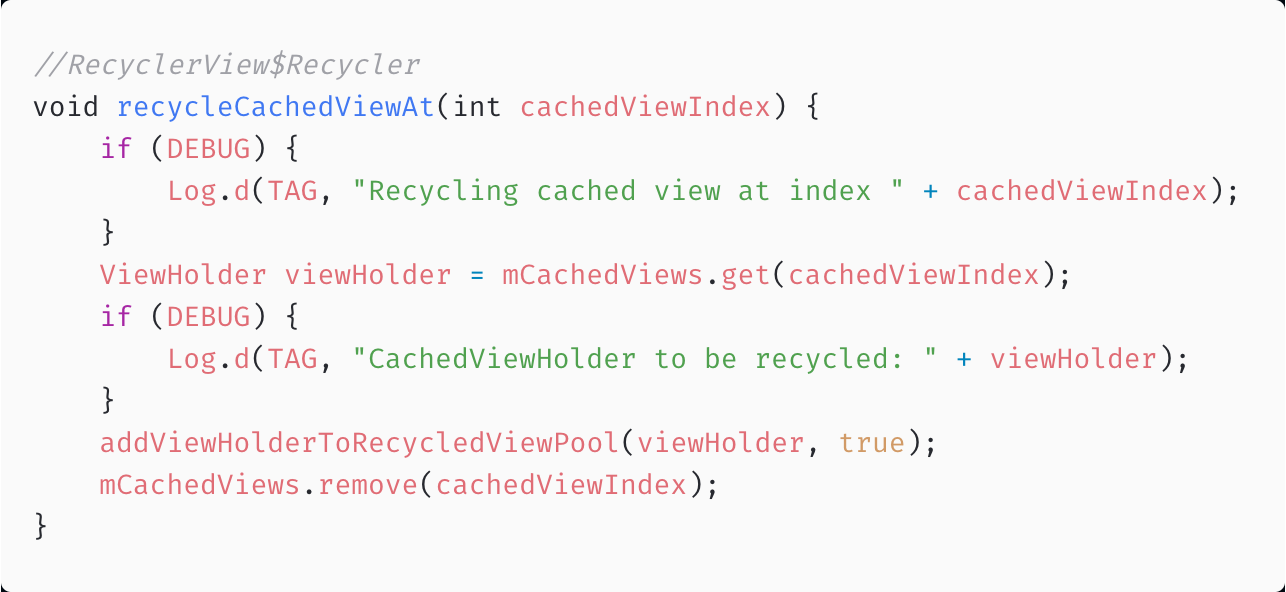 //RecyclerView$Recycler
void recycleCachedViewAt(int cachedViewIndex) {
    if (DEBUG) {
        Log.d(TAG, "Recycling cached view at index " + cachedViewIndex);
    }
    ViewHolder viewHolder = mCachedViews.get(cachedViewIndex);
    if (DEBUG) {
        Log.d(TAG, "CachedViewHolder to be recycled: " + viewHolder);
    }
    addViewHolderToRecycledViewPool(viewHolder, true);
    mCachedViews.remove(cachedViewIndex);
}